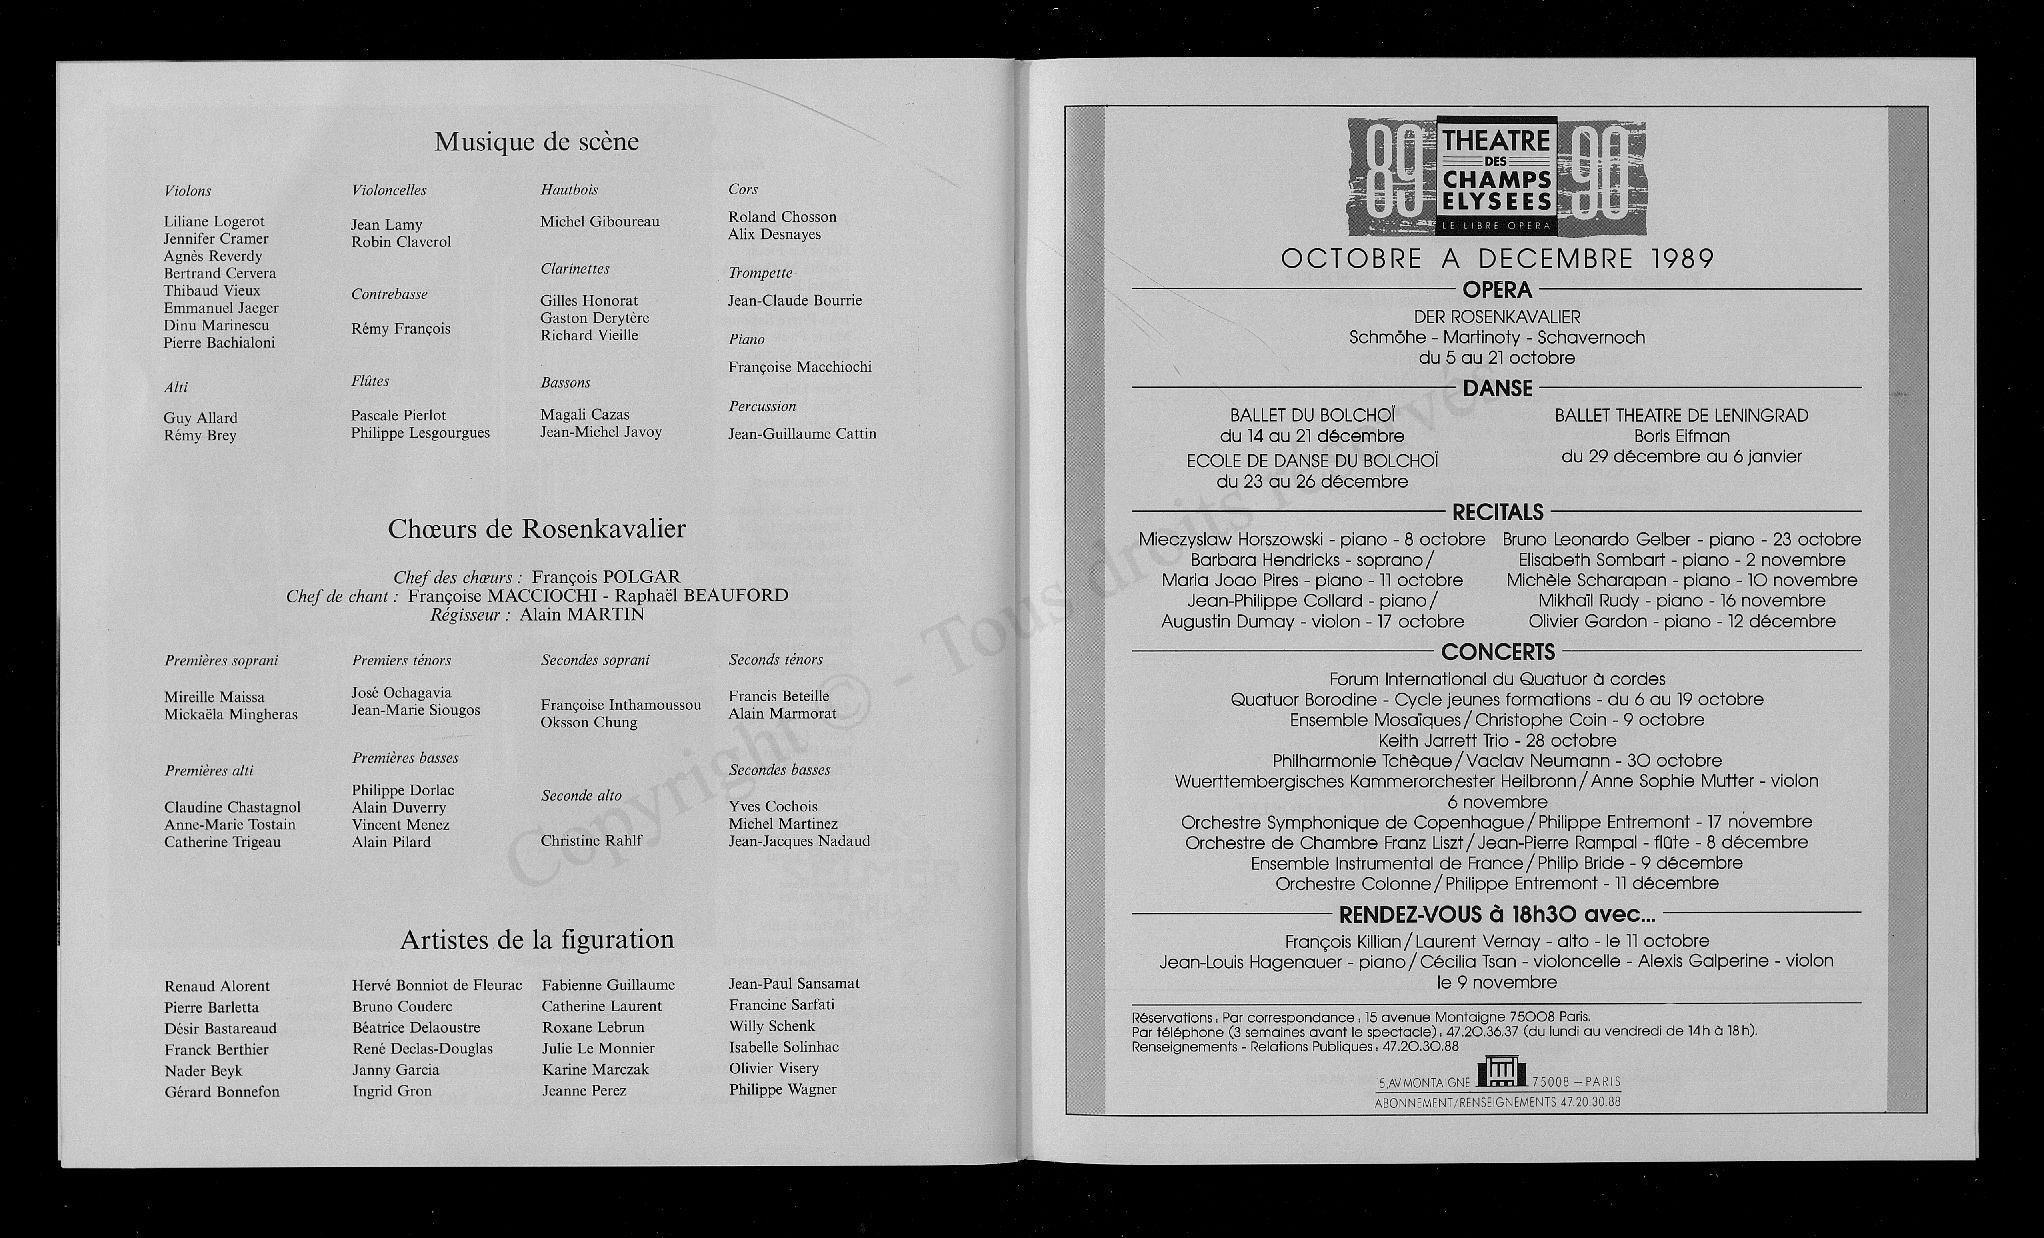 Musique de scène
Violons
Liliane Logerot
Jennifer Cramer
Agnès Reverdy
Bertrand Cervera
Thibaud Vieux
Emmanuel Jaeger
Dinu Marinescu
Pierre Bachialoni
Alti
Guy Allard
Rémy Brey
Violoncelles
Jean Lamy
Robin Claverol
Contrebasse
Rémy François
Flûtes
Pascale Pierlot
Philippe Lesgourgues
Hautbois
Michel Giboureau
Clarinettes
Gilles Honorat
Gaston Derytère
Richard Vieille
Bassons
Magali Cazas
Jean-Michel Javoy
Cors
Roland Chosson
Alix Desnayes
Trompette
Jean-Claude Bourrie
Piano
Françoise Macchiochi
Percussion
Jean-Guillaume Cattin
Chœurs de Rosenkavalier
Chef des chœurs : François POLGAR
Chef de chant : Françoise MACCIOCHI - Raphaël BEAUFORD
Régisseur : Alain MARTIN
Premières soprani
Mireille Maissa
Mickaëla Mingheras
Premières alti
Claudine Chastagnol
Anne-Marie Tostain
Catherine Trigeau
Premiers ténors
José Ochagavia
Jean-Marie Siougos
Premières basses
Philippe Dorlac
Alain Duverry
Vincent Menez
Alain Pilard
Secondes soprani
Françoise Inthamoussou
Oksson Chung
Seconde alto
Christine Rahlf
Seconds ténors
Francis Beteille
Alain Marmorat
Secondes basses
Yves Cochois
Michel Martinez
Jean-Jacques Nadaud
Artistes de la figuration
Renaud Alorent
Pierre Barletta
Désir Bastareaud
Franck Berthier
Nader Beyk
Gérard Bonnefon
Hervé Bonniot de Fleurac
Bruno Couderc
Béatrice Delaoustre
René Declas-Douglas
Janny Garcia
Ingrid Gron
Fabienne Guillaume
Catherine Laurent
Roxane Lebrun
Julie Le Monnier
Karine Marczak
Jeanne Perez
Jean-Paul Sansamat
Francine Sarfati
Willy Schenk
Isabelle Solinhac
Olivier Visery
Philippe Wagner
Copyright © - Tous droits réservés
89 THEATRE 90
DES
CHAMPS
ELYSEES
LE LIBRE OPERA
OCTOBRE A DECEMBRE 1989
OPERA
DER ROSENKAVALIER
Schmöhe - Martinoty - Schavernoch
du 5 au 21 octobre
DANSE
BALLET DU BOLCHOÏ
du 14 au 21 décembre
ECOLE DE DANSE DU BOLCHOÏ
du 23 au 26 décembre
BALLET THEATRE DE LENINGRAD
Boris Eifman
du 29 décembre au 6 janvier
RECITALS
Mieczyslaw Horszowski - piano - 8 octobre
Barbara Hendricks - soprano/
Maria Joao Pires - piano - 11 octobre
Jean-Philippe Collard - piano/
Augustin Dumay - violon - 17 octobre
Bruno Leonardo Gelber - piano - 23 octobre
Elisabeth Sombart - piano - 2 novembre
Michèle Scharapan - piano - 10 novembre
Mikhaïl Rudy - piano - 16 novembre
Olivier Gardon - piano - 12 décembre
CONCERTS
Forum International du Quatuor à cordes
Quatuor Borodine - Cycle jeunes formations - du 6 au 19 octobre
Ensemble Mosaïques/Christophe Coin - 9 octobre
Keith Jarrett Trio - 28 octobre
Philharmonie Tchèque/Vaclav Neumann - 30 octobre
Wuerttembergisches Kammerorchester Heilbronn/Anne Sophie Mutter - violon
6 novembre
Orchestre Symphonique de Copenhague/Philippe Entremont - 17 novembre
Orchestre de Chambre Franz Liszt/Jean-Pierre Rampal - flûte - 8 décembre
Ensemble Instrumental de France/Philip Bride - 9 décembre
Orchestre Colonne/Philippe Entremont - 11 décembre
RENDEZ-VOUS à 18h30 avec...
François Killian/Laurent Vernay - alto - le 11 octobre
Jean-Louis Hagenauer - piano/Cécilia Tsan - violoncelle - Alexis Galperine - violon
le 9 novembre
Réservations : Par correspondance : 15 avenue Montaigne 75008 Paris.
Par téléphone (3 semaines avant le spectacle) : 47.20.36.37 (du lundi au vendredi de 14h à 18h).
Renseignements - Relations Publiques : 47.20.30.88
15, AV MONTAIGNE 75008 – PARIS
ABONNEMENT/RENSEIGNEMENTS 47.20.30.88